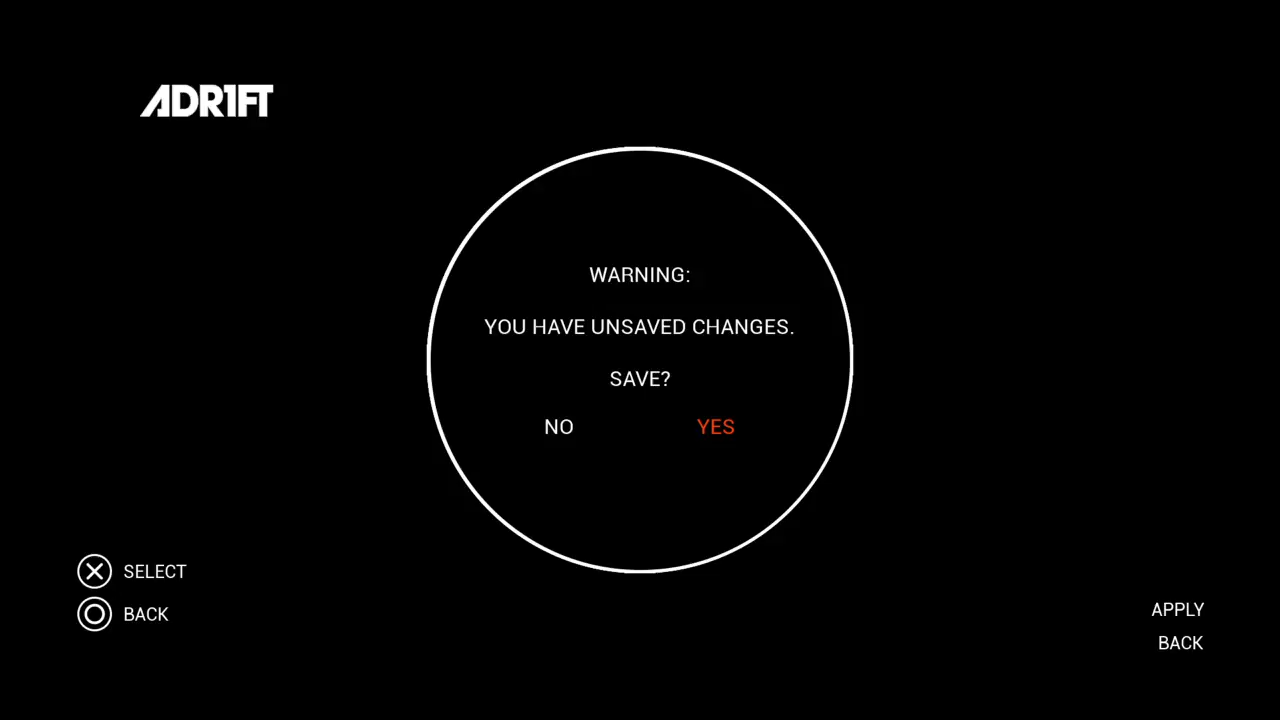 ADR1FT
WARNING:
YOU HAVE UNSAVED CHANGES.
SAVE?
NO YES
SELECT
BACK
APPLY
BACK